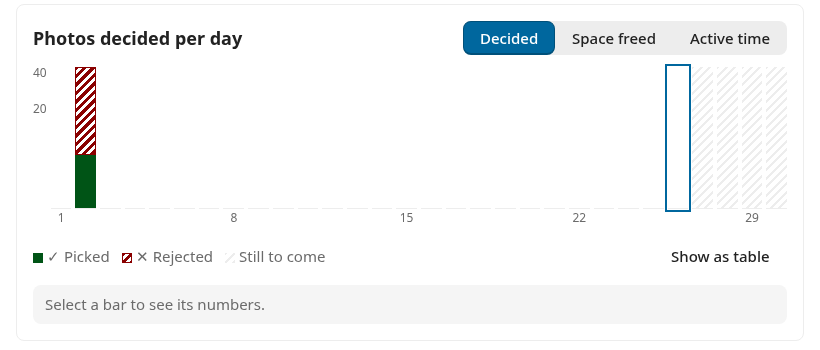 Photos decided per day
Decided Space freed Active time
40
20
1 8 15 22 29
✓ Picked ✕ Rejected Still to come
Show as table
Select a bar to see its numbers.